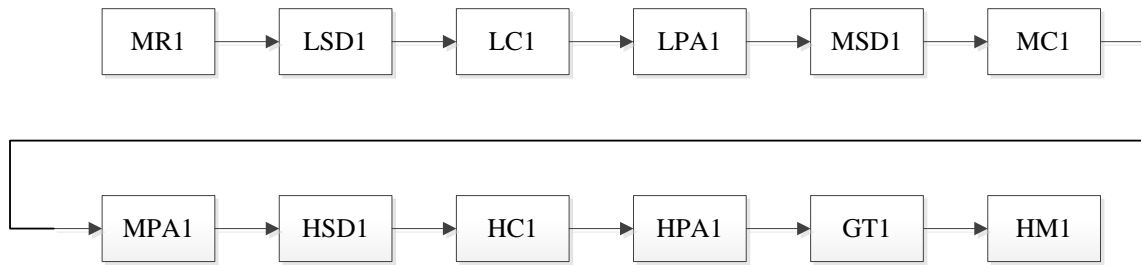 MR1 LSD1 LC1 LPA1 MSD1 MC1
MPA1 HSD1 HC1 HPA1 GT1 HM1